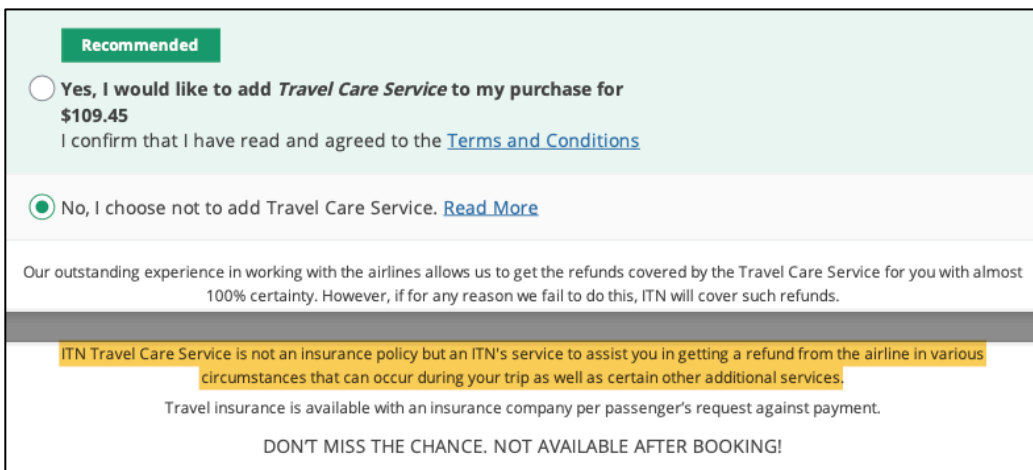 Recommended
Yes, I would like to add Travel Care Service to my purchase for
$109.45
I confirm that I have read and agreed to the Terms and Conditions
No, I choose not to add Travel Care Service. Read More
Our outstanding experience in working with the airlines allows us to get the refunds covered by the Travel Care Service for you with almost
100% certainty. However, if for any reason we fail to do this, ITN will cover such refunds.
ITN Travel Care Service is not an insurance policy but an ITN's service to assist you in getting a refund from the airline in various
circumstances that can occur during your trip as well as certain other additional services.
Travel insurance is available with an insurance company per passenger’s request against payment.
DON'T MISS THE CHANCE. NOT AVAILABLE AFTER BOOKING!